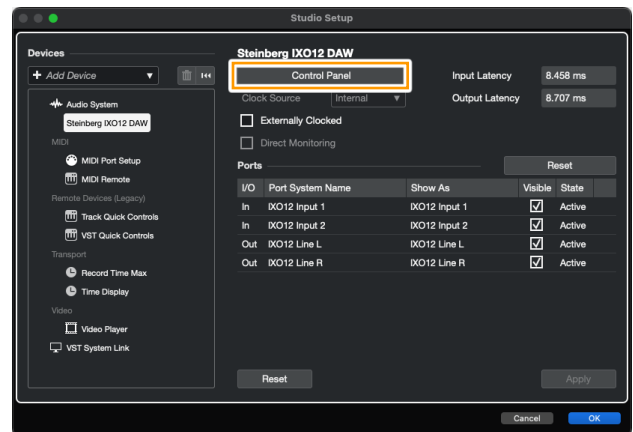 Studio Setup
Devices
+ Add Device
Audio System
Steinberg IXO12 DAW
MIDI
MIDI Port Setup
MIDI Remote
Remote Devices (Legacy)
Track Quick Controls
VST Quick Controls
Transport
Record Time Max
Time Display
Video
Video Player
VST System Link
Steinberg IXO12 DAW
Control Panel Input Latency 8.458 ms
Clock Source Internal Output Latency 8.707 ms
Externally Clocked
Direct Monitoring
Ports Reset
I/O Port System Name Show As Visible State
In IXO12 Input 1 IXO12 Input 1 Active
In IXO12 Input 2 IXO12 Input 2 Active
Out IXO12 Line L IXO12 Line L Active
Out IXO12 Line R IXO12 Line R Active
Reset Apply
Cancel OK